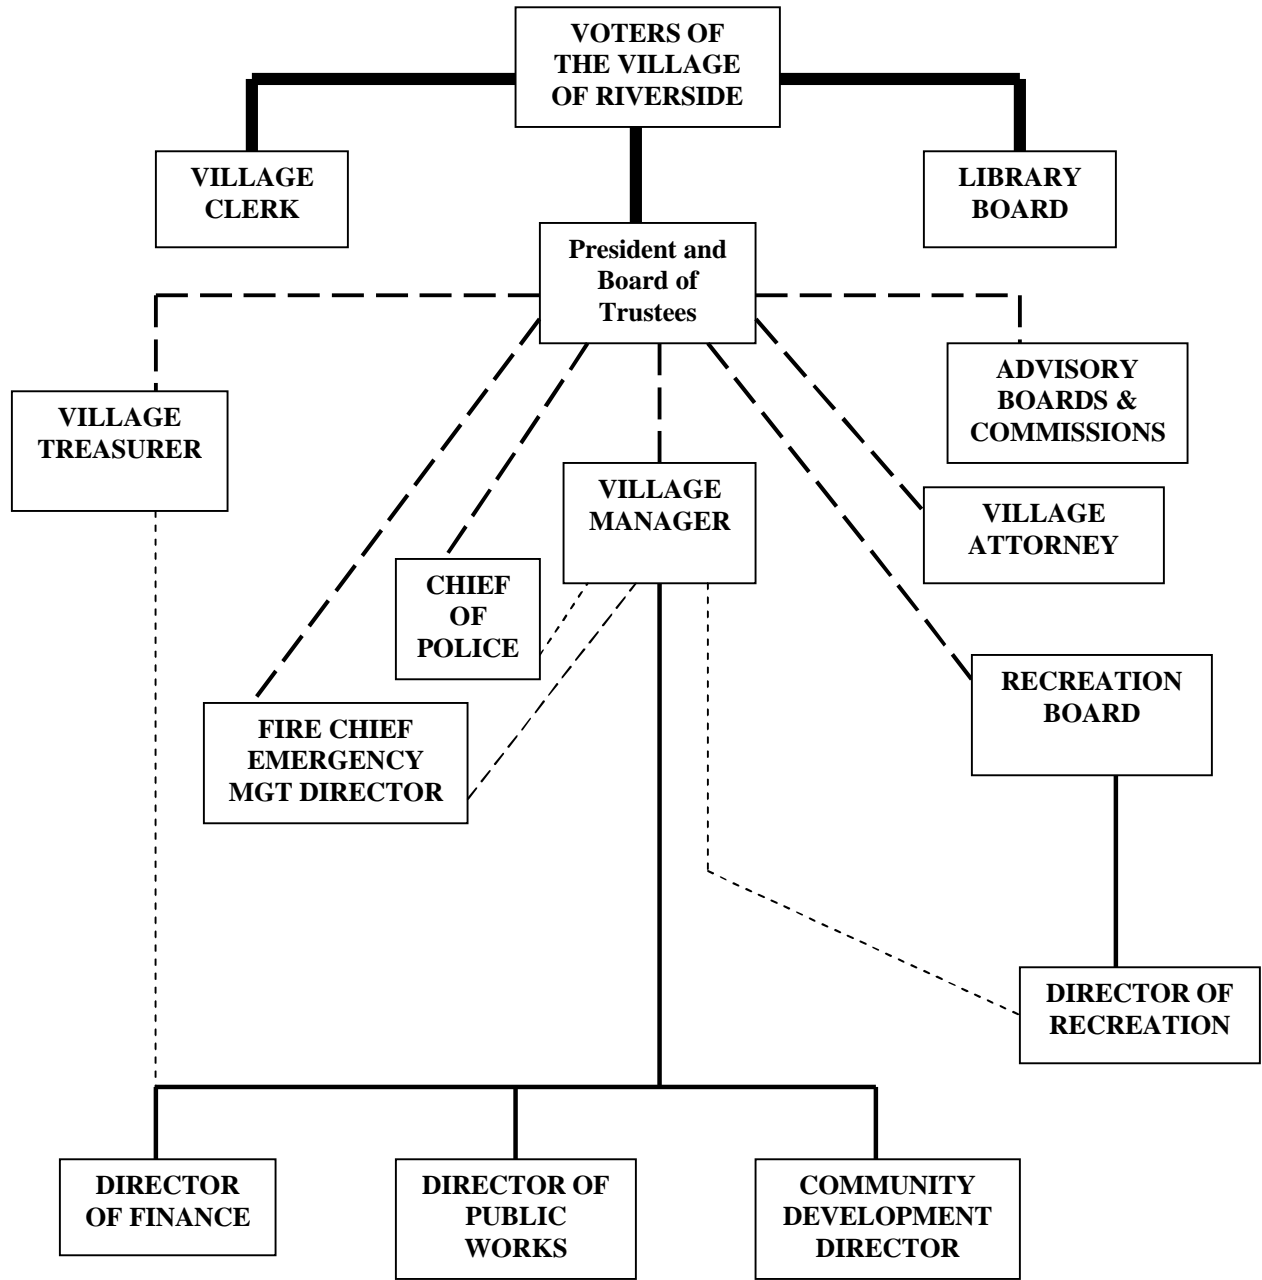 VOTERS OF
THE VILLAGE
OF RIVERSIDE
VILLAGE
CLERK
LIBRARY
BOARD
President and
Board of
Trustees
ADVISORY
BOARDS &
COMMISSIONS
VILLAGE
TREASURER
VILLAGE
MANAGER
VILLAGE
ATTORNEY
CHIEF
OF
POLICE
RECREATION
BOARD
FIRE CHIEF
EMERGENCY
MGT DIRECTOR
DIRECTOR OF
RECREATION
DIRECTOR
OF FINANCE
DIRECTOR OF
PUBLIC
WORKS
COMMUNITY
DEVELOPMENT
DIRECTOR